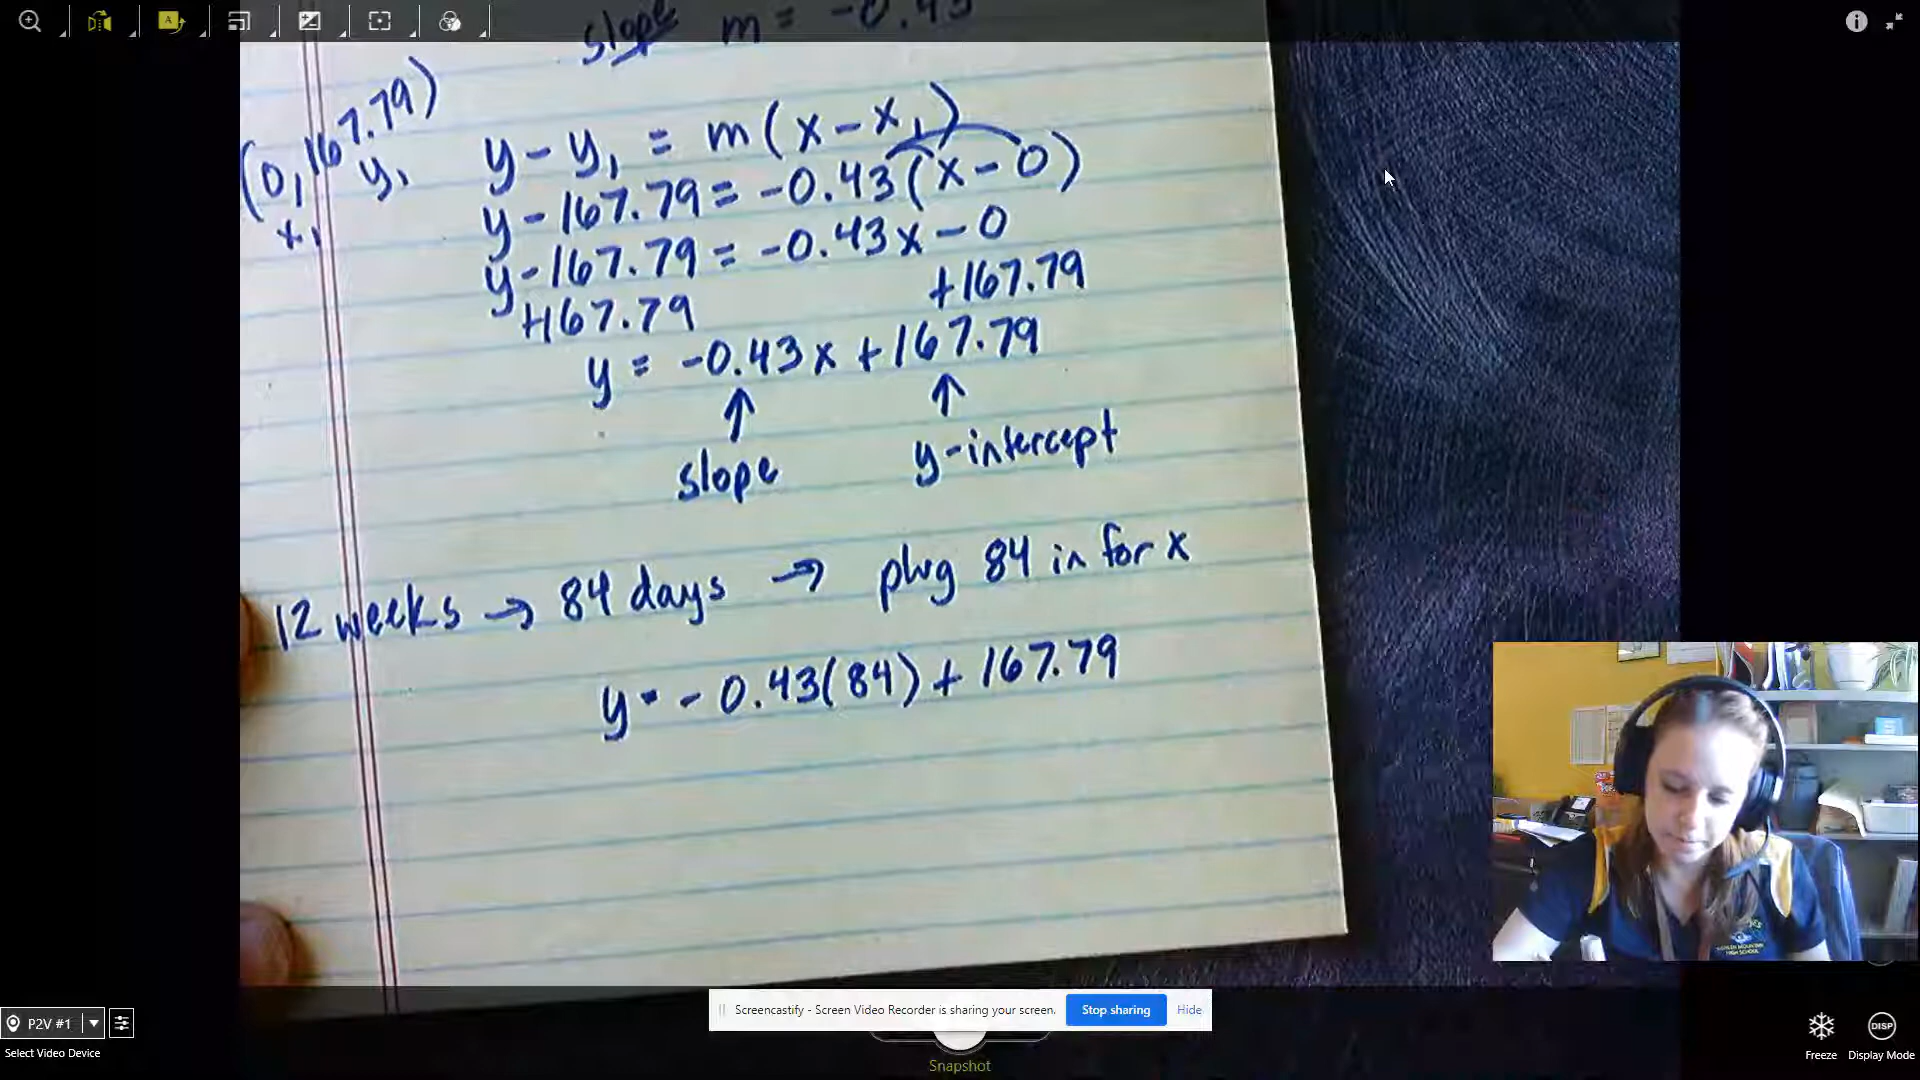 slope m = -0.43
(0, 167.79)
x₁ y₁
y - y₁ = m(x - x₁)
y - 167.79 = -0.43(x - 0)
y - 167.79 = -0.43x - 0
+167.79 +167.79
y = -0.43x + 167.79
↑ ↑
slope y-intercept
12 weeks → 84 days → plug 84 in for x
y = -0.43(84) + 167.79
HIGH SCHOOL
Screencastify - Screen Video Recorder is sharing your screen. Stop sharing Hide
P2V #1
Select Video Device
Snapshot
DISP
Freeze Display Mode